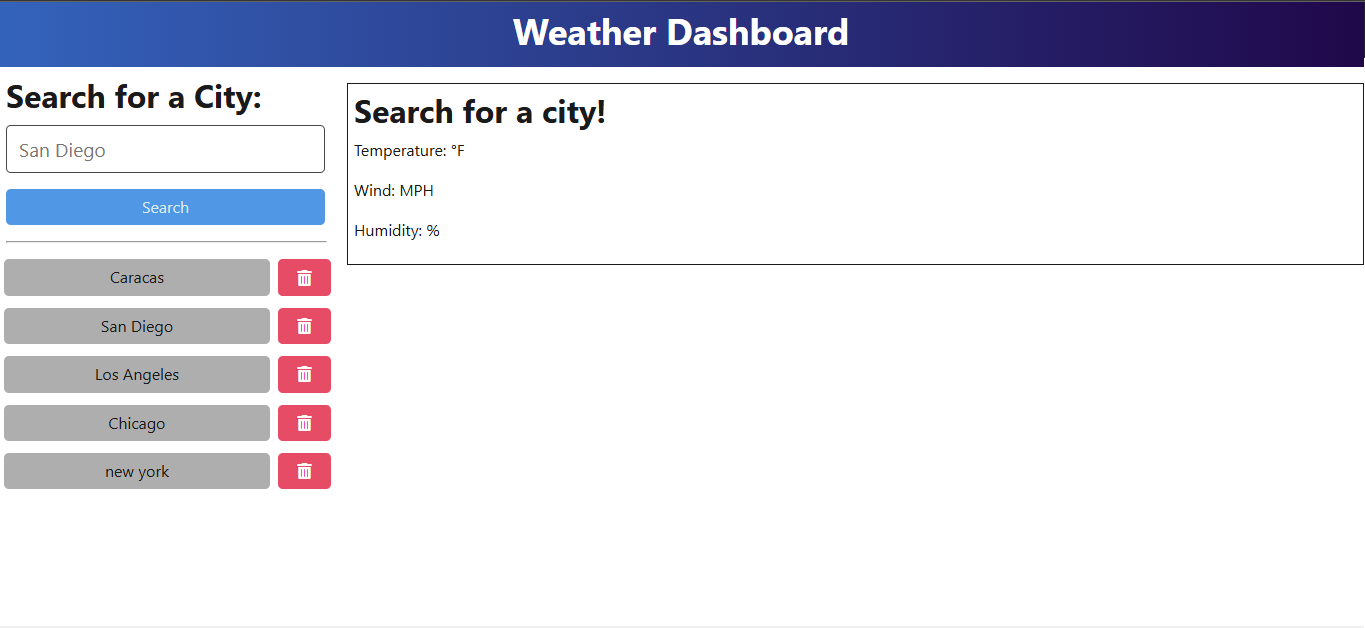 Weather Dashboard
Search for a City:
San Diego
Search
Caracas
San Diego
Los Angeles
Chicago
new york
Search for a city!
Temperature: °F
Wind: MPH
Humidity: %